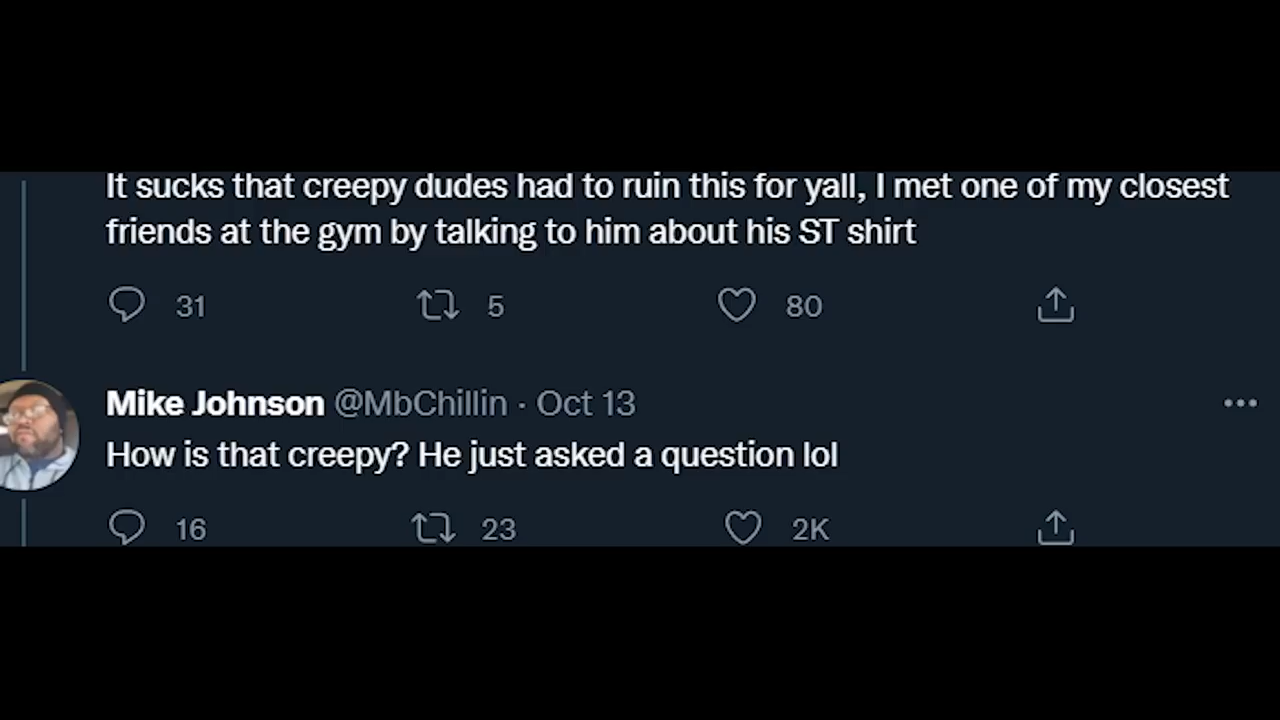 It sucks that creepy dudes had to ruin this for yall, I met one of my closest
friends at the gym by talking to him about his ST shirt
31 5 80
Mike Johnson @MbChillin · Oct 13
How is that creepy? He just asked a question lol
16 23 2K